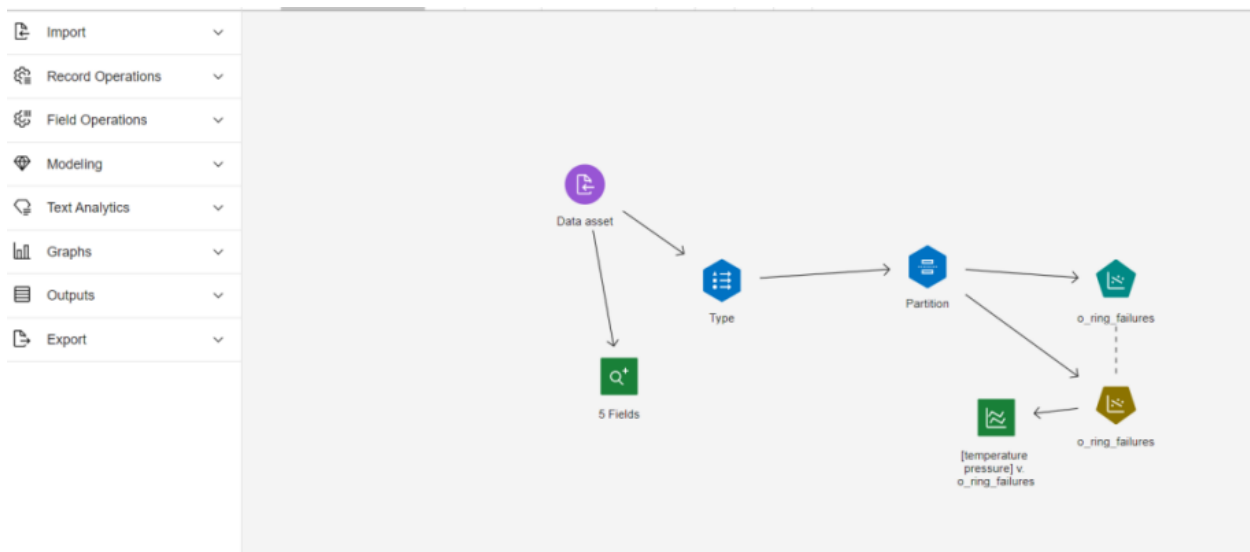 Import
Record Operations
Field Operations
Modeling
Text Analytics
Graphs
Outputs
Export
Data asset
Type
Partition
o_ring_failures
5 Fields
o_ring_failures
[temperature
pressure] v.
o_ring_failures